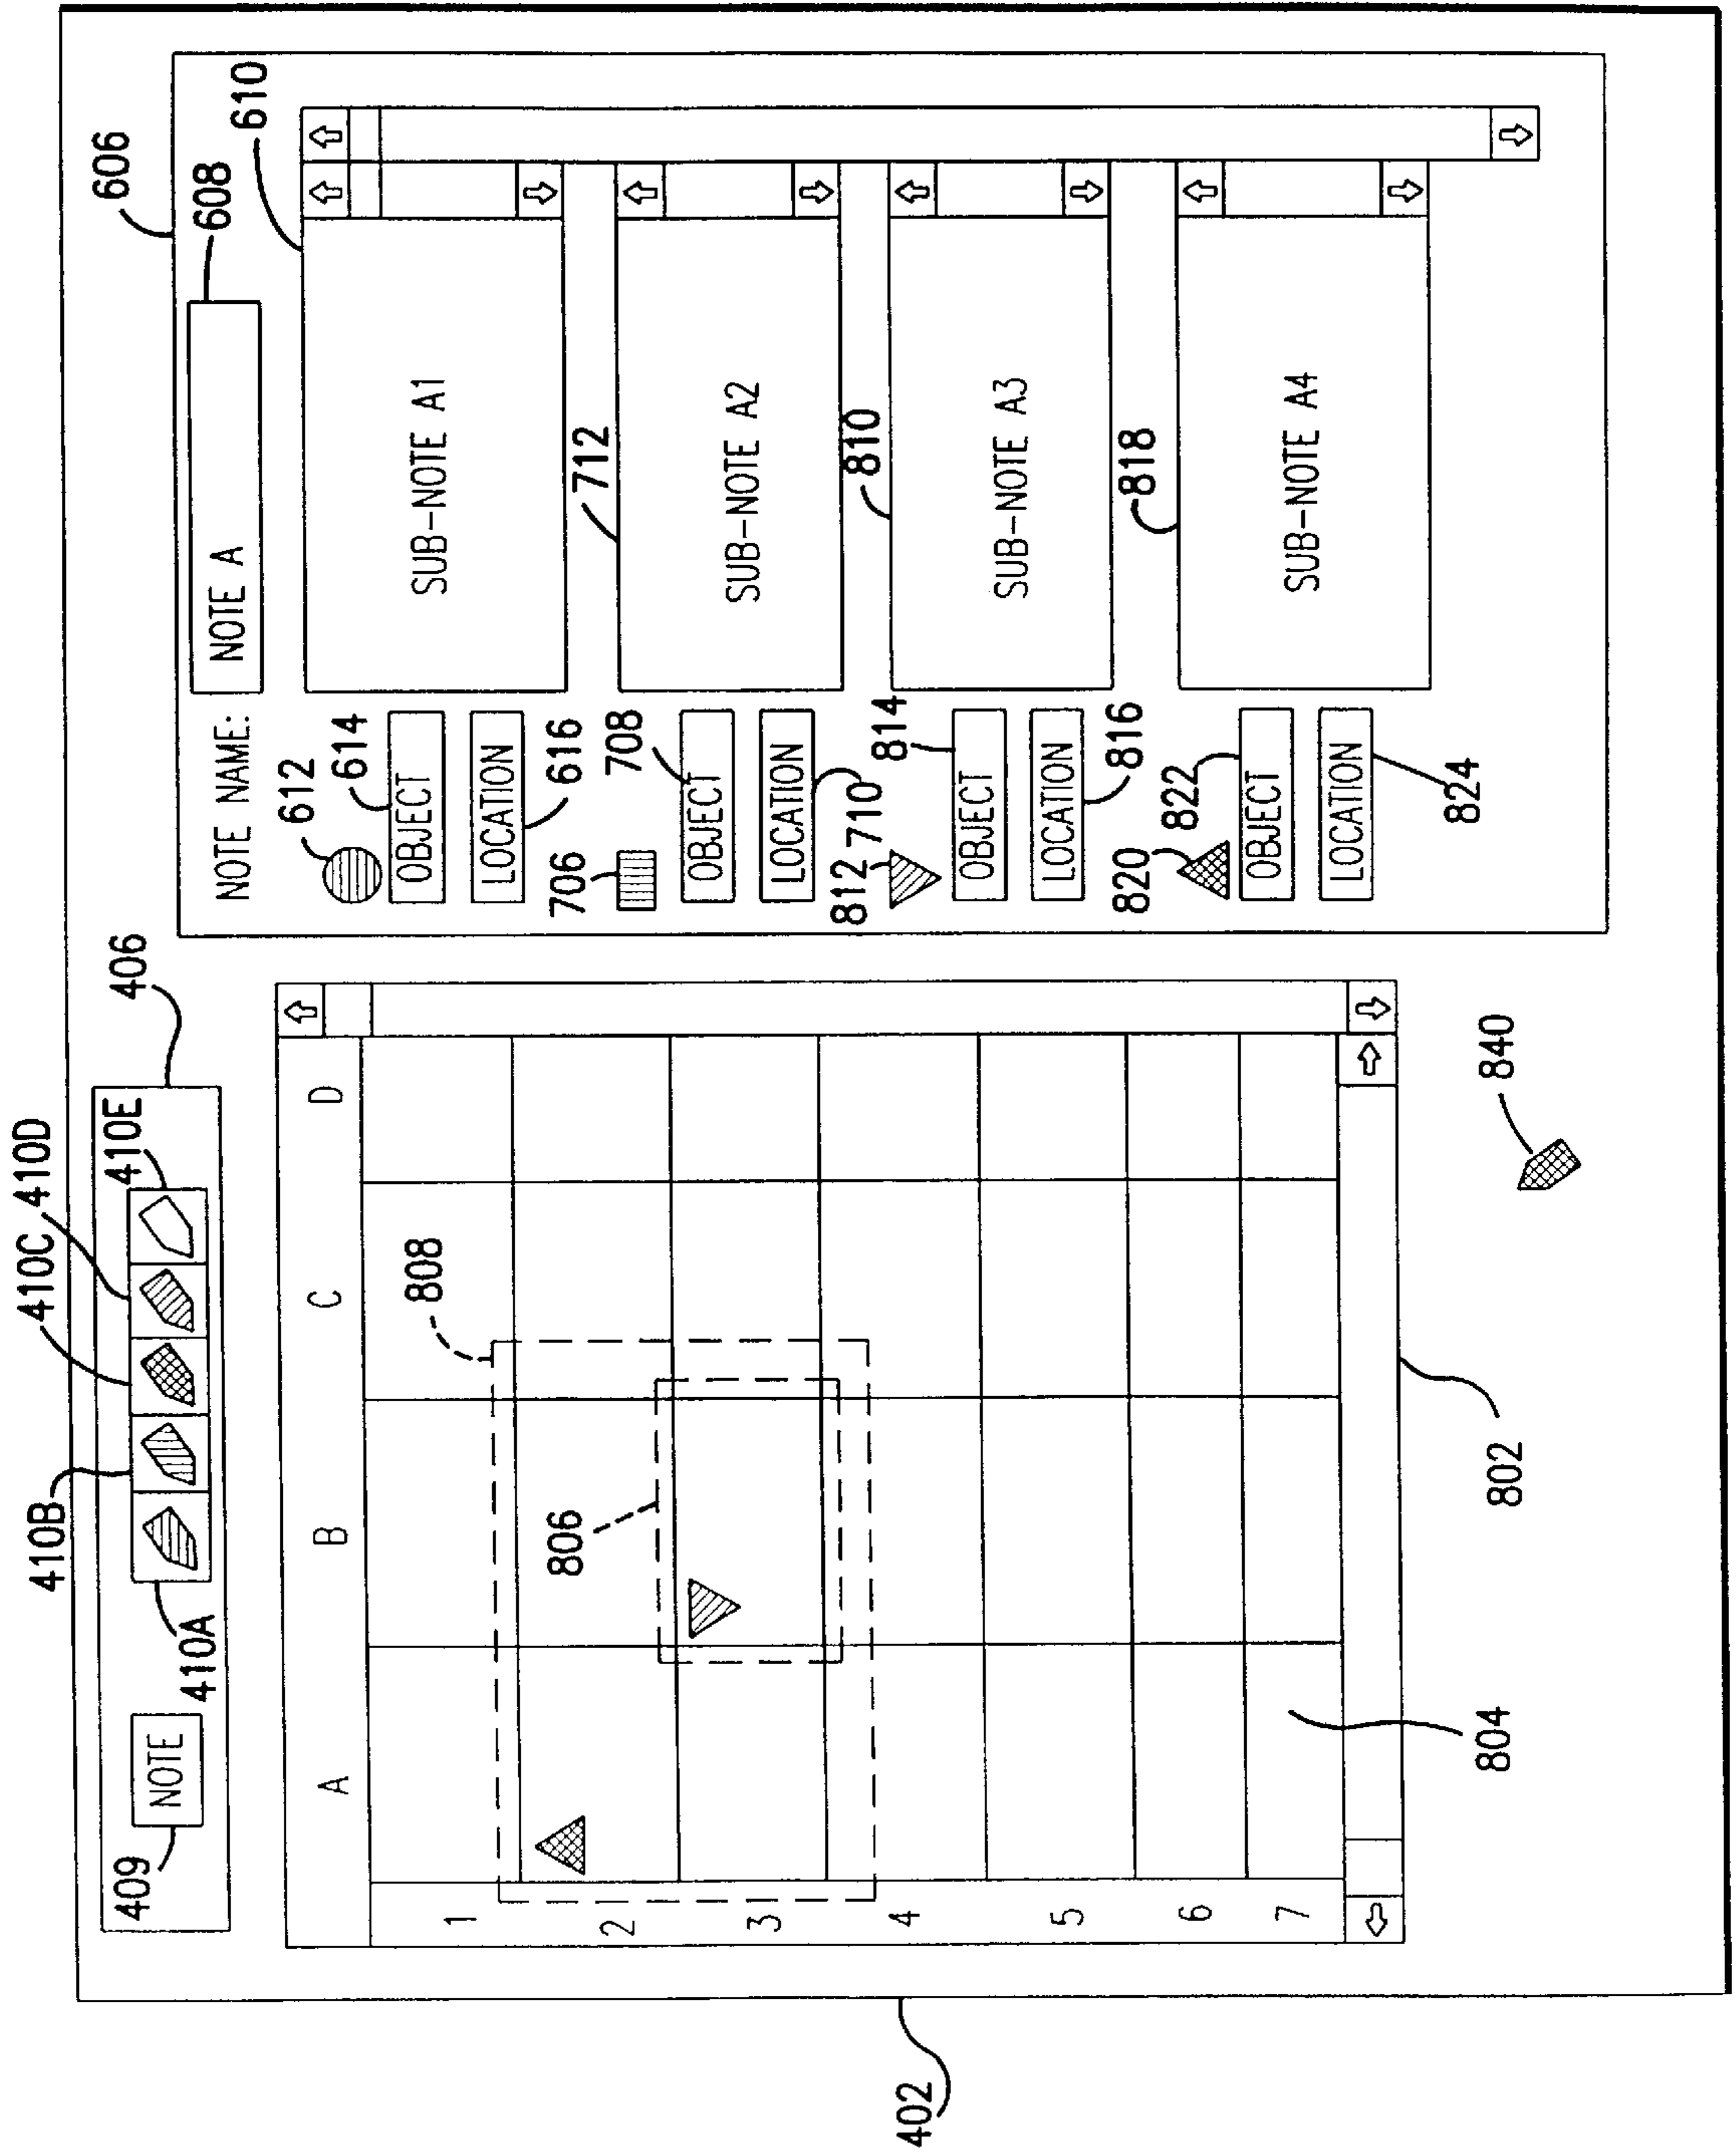 410C 410D
410B 410E 406
409 NOTE 410A
606
608
610
NOTE NAME: NOTE A
612
614
OBJECT
LOCATION
616
SUB-NOTE A1
706
708
OBJECT
LOCATION
710
712
SUB-NOTE A2
812
814
OBJECT
LOCATION
816
810
SUB-NOTE A3
820
822
OBJECT
LOCATION
824
818
SUB-NOTE A4
A B C D
808
1
806
2
3
4
5
6
7
804
802
840
402